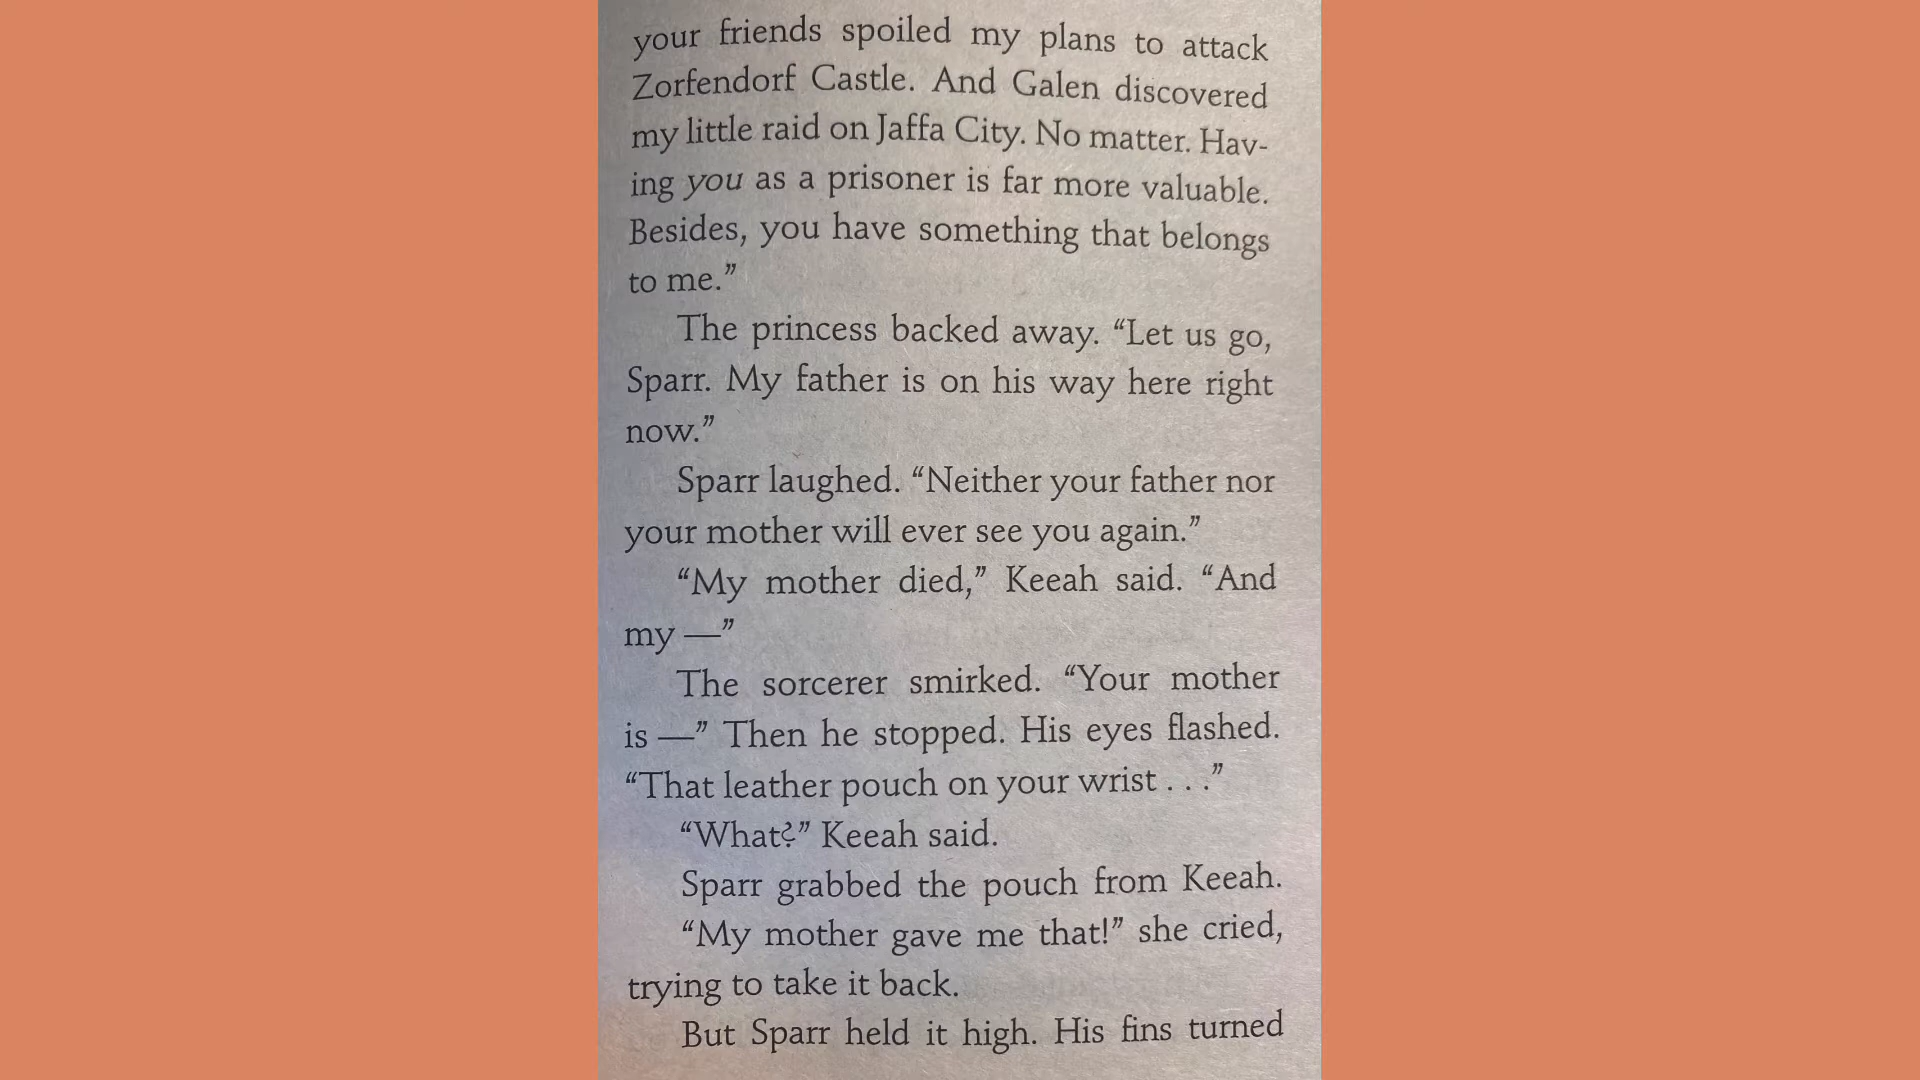 your friends spoiled my plans to attack
Zorfendorf Castle. And Galen discovered
my little raid on Jaffa City. No matter. Hav-
ing you as a prisoner is far more valuable.
Besides, you have something that belongs
to me.”
The princess backed away. “Let us go,
Sparr. My father is on his way here right
now.”
Sparr laughed. “Neither your father nor
your mother will ever see you again.”
“My mother died,” Keeah said. “And
my —”
The sorcerer smirked. “Your mother
is —” Then he stopped. His eyes flashed.
“That leather pouch on your wrist . . .”
“What?” Keeah said.
Sparr grabbed the pouch from Keeah.
“My mother gave me that!” she cried,
trying to take it back.
But Sparr held it high. His fins turned